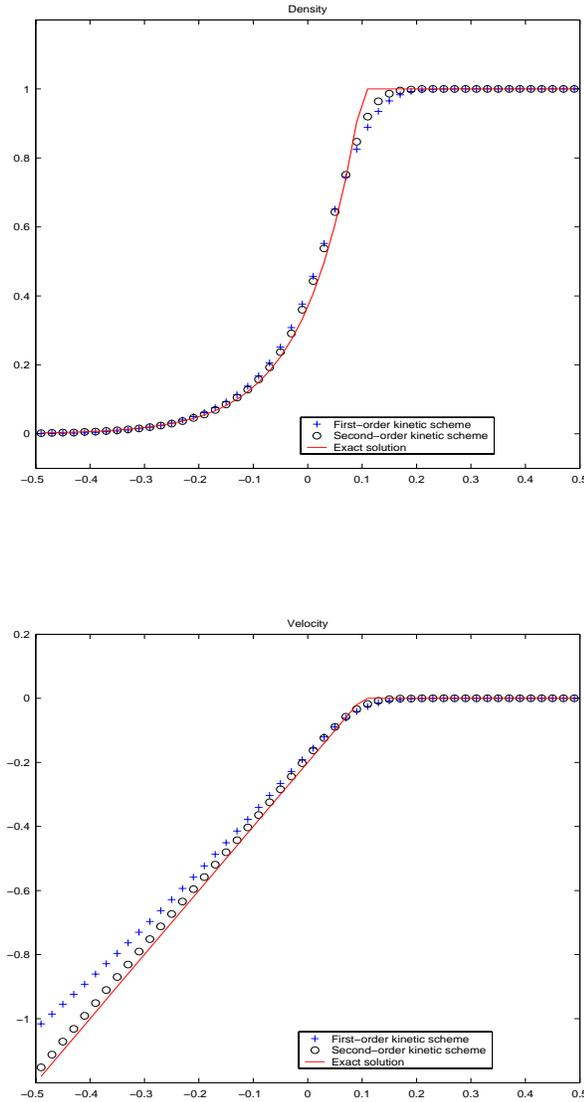 Density
1
0.8
0.6
0.4
0.2
0
First−order kinetic scheme
Second−order kinetic scheme
Exact solution
−0.5 −0.4 −0.3 −0.2 −0.1 0 0.1 0.2 0.3 0.4 0.5
Velocity
0.2
0
−0.2
−0.4
−0.6
−0.8
−1
First−order kinetic scheme
Second−order kinetic scheme
Exact solution
−0.5 −0.4 −0.3 −0.2 −0.1 0 0.1 0.2 0.3 0.4 0.5